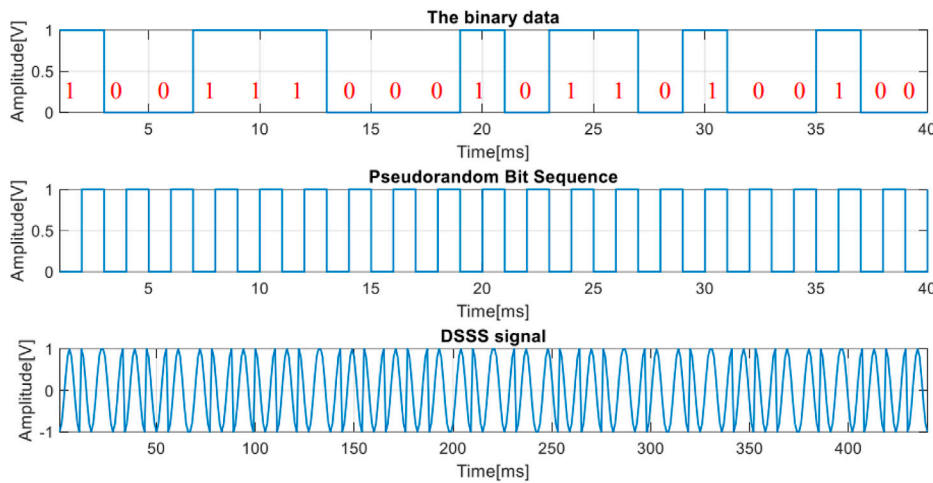 The binary data
Amplitude[V]
1
0.5
0
1 0 0 1 1 1 0 0 0 1 0 1 1 0 1 0 0 1 0 0
5 10 15 20 25 30 35 40
Time[ms]
Pseudorandom Bit Sequence
Amplitude[V]
1
0.5
0
5 10 15 20 25 30 35 40
Time[ms]
DSSS signal
Amplitude[V]
1
0
-1
50 100 150 200 250 300 350 400
Time[ms]